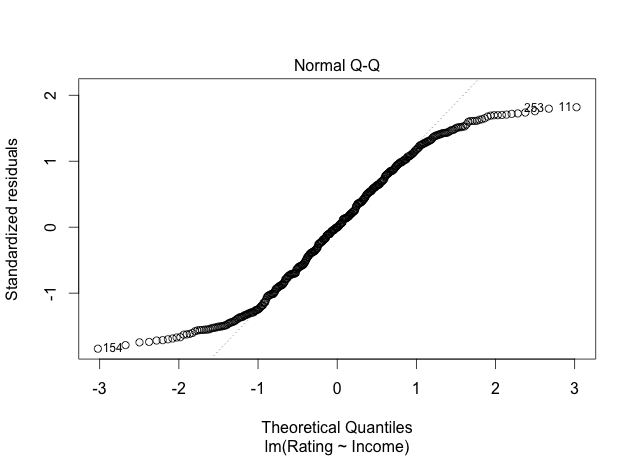 Normal Q-Q
Standardized residuals
2
1
0
-1
253
11
154
-3 -2 -1 0 1 2 3
Theoretical Quantiles
lm(Rating ~ Income)